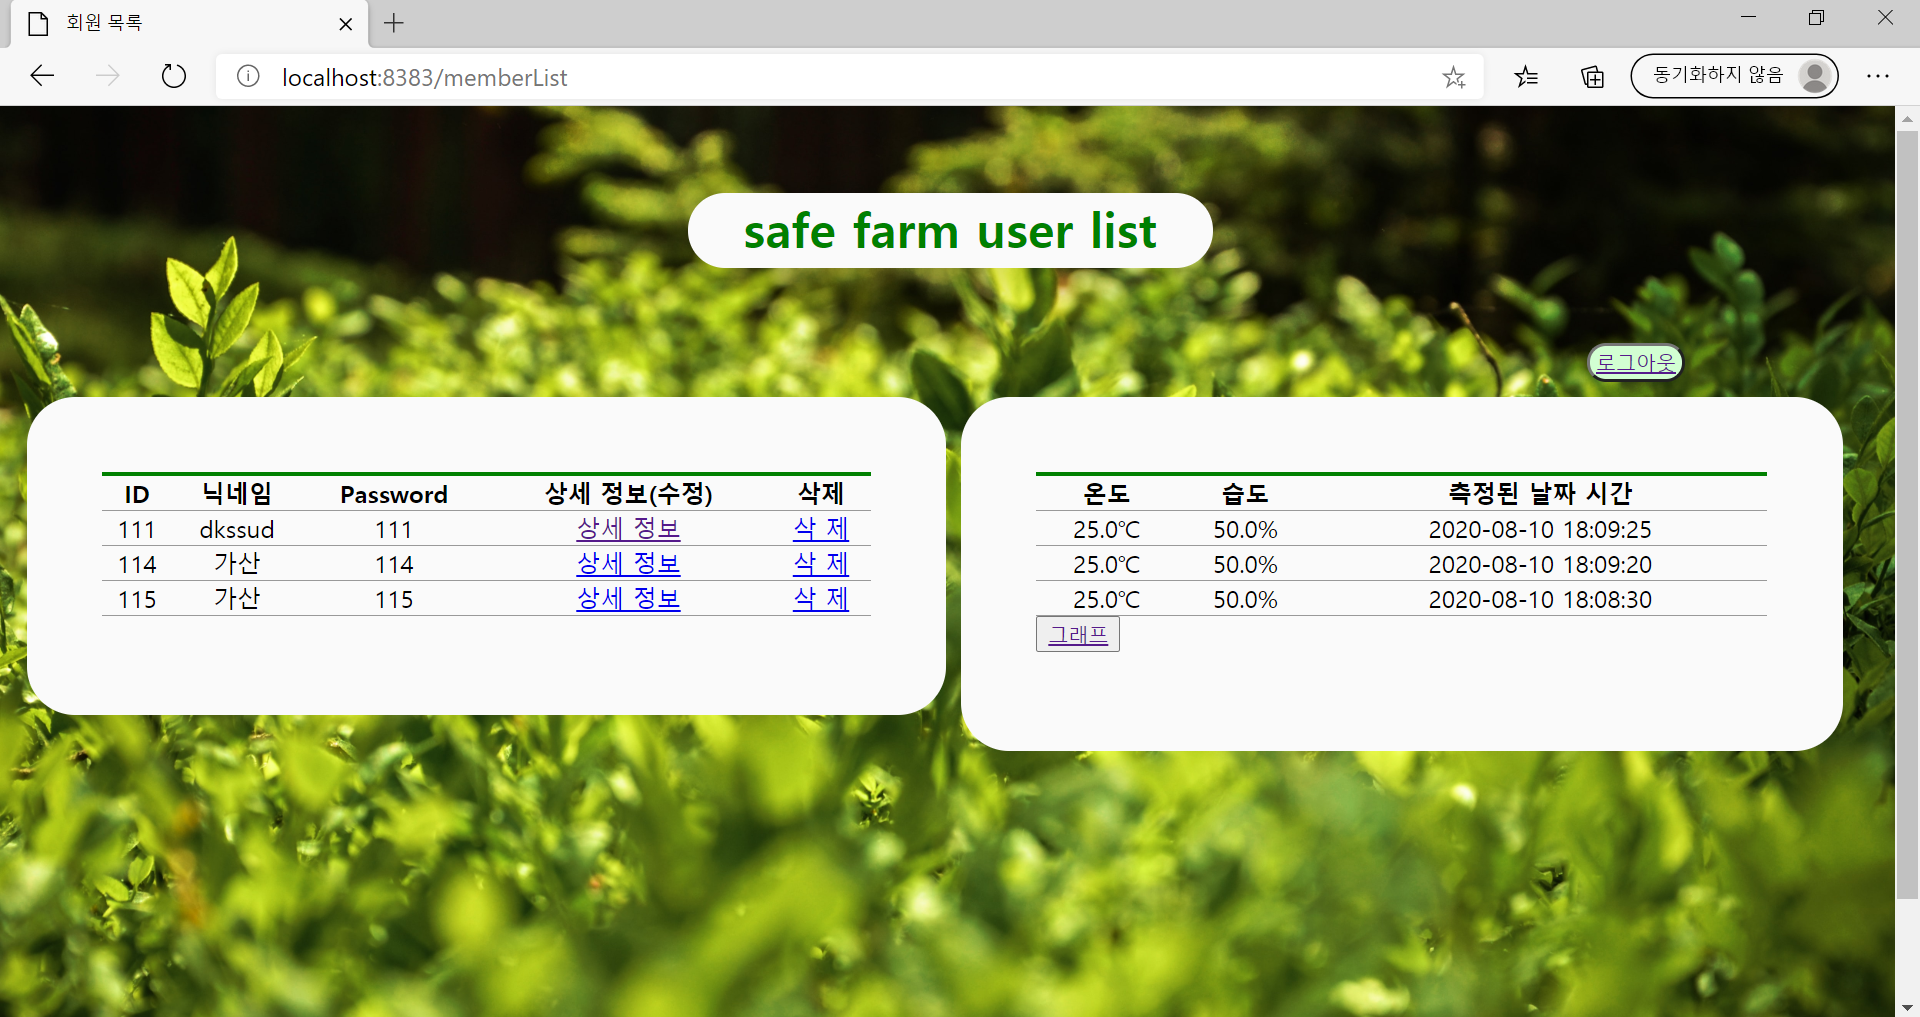 회원 목록
localhost:8383/memberList
동기화하지 않음
safe farm user list
로그아웃
ID 닉네임 Password 상세 정보(수정) 삭제
111 dkssud 111 상세 정보 삭 제
114 가산 114 상세 정보 삭 제
115 가산 115 상세 정보 삭 제
온도 습도 측정된 날짜 시간
25.0℃ 50.0% 2020-08-10 18:09:25
25.0℃ 50.0% 2020-08-10 18:09:20
25.0℃ 50.0% 2020-08-10 18:08:30
그래프